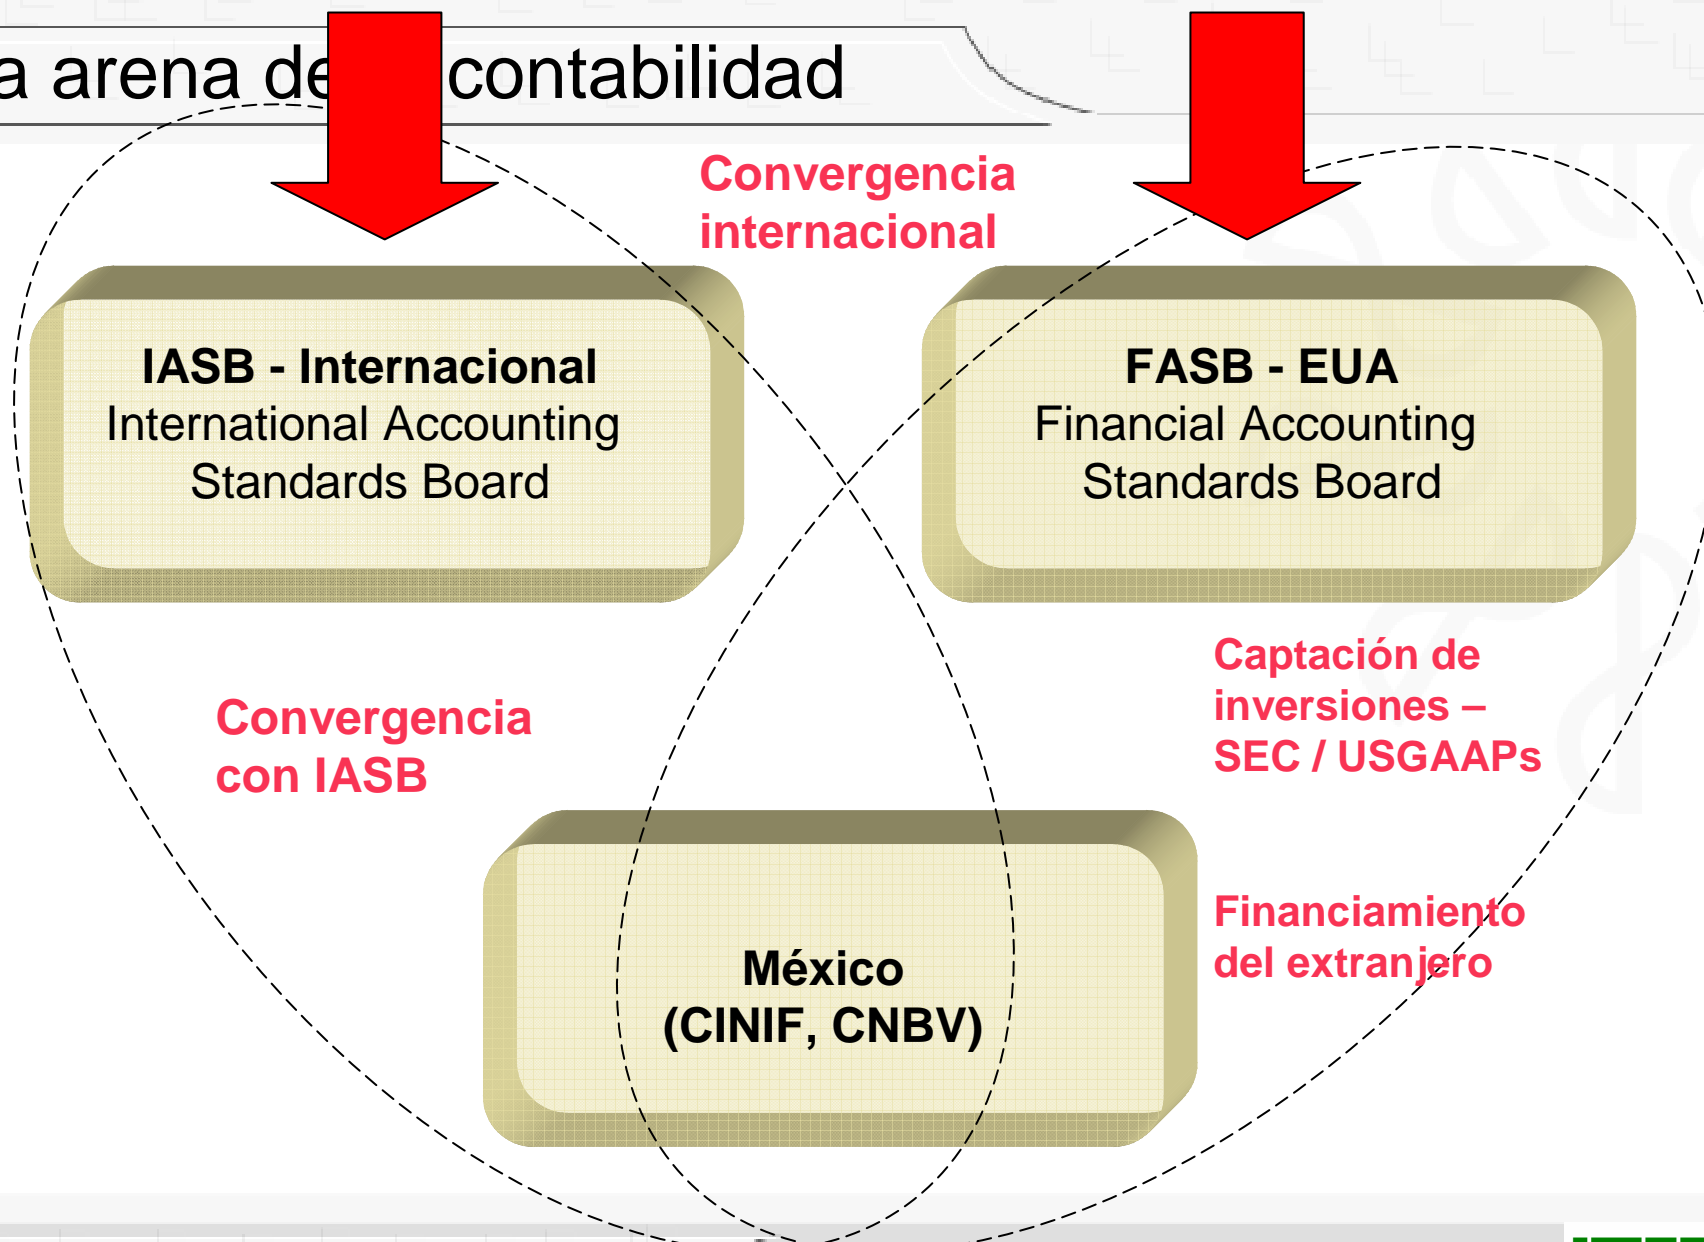 a arena de contabilidad
Convergencia
internacional
IASB - Internacional
International Accounting
Standards Board
FASB - EUA
Financial Accounting
Standards Board
Convergencia
con IASB
Captación de
inversiones –
SEC / USGAAPs
Financiamiento
del extranjero
México
(CINIF, CNBV)